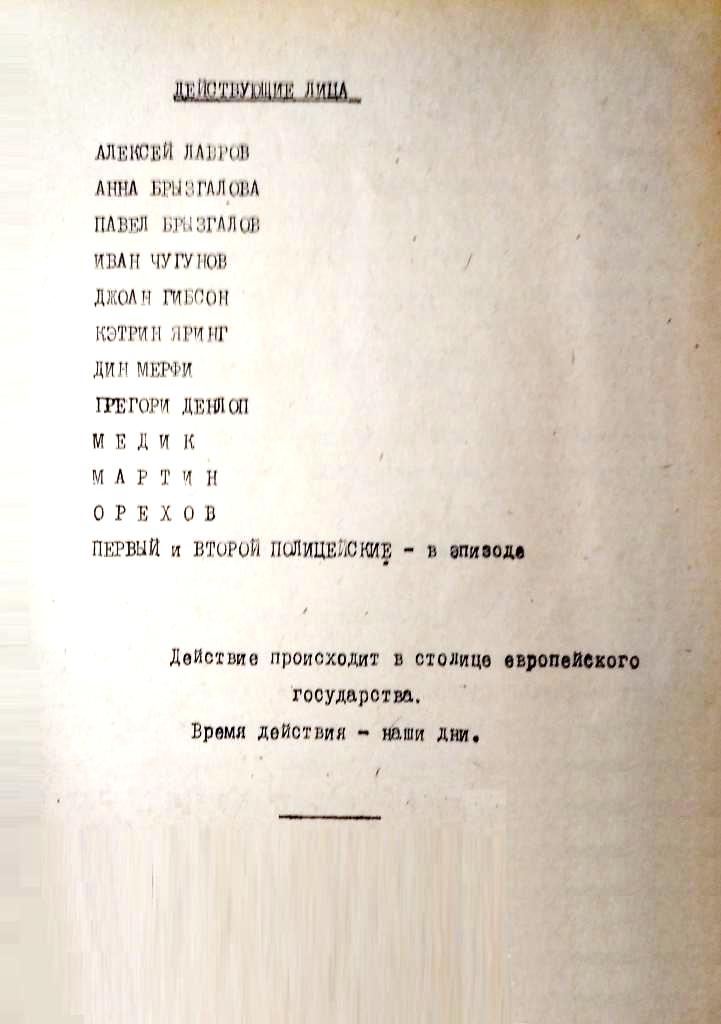 ДЕЙСТВУЮЩИЕ ЛИЦА
АЛЕКСЕЙ ЛАВРОВ
АННА БРЫЗГАЛОВА
ПАВЕЛ БРЫЗГАЛОВ
ИВАН ЧУГУНОВ
ДЖОАН ГИБСОН
КЭТРИН ЯРИНГ
ДИН МЕРФИ
ГРЕГОРИ ДЕНЛОП
М Е Д И К
М А Р Т И Н
О Р Е Х О В
ПЕРВЫЙ и ВТОРОЙ ПОЛИЦЕЙСКИЕ - в эпизоде
Действие происходит в столице европейского
государства.
Время действия - наши дни.